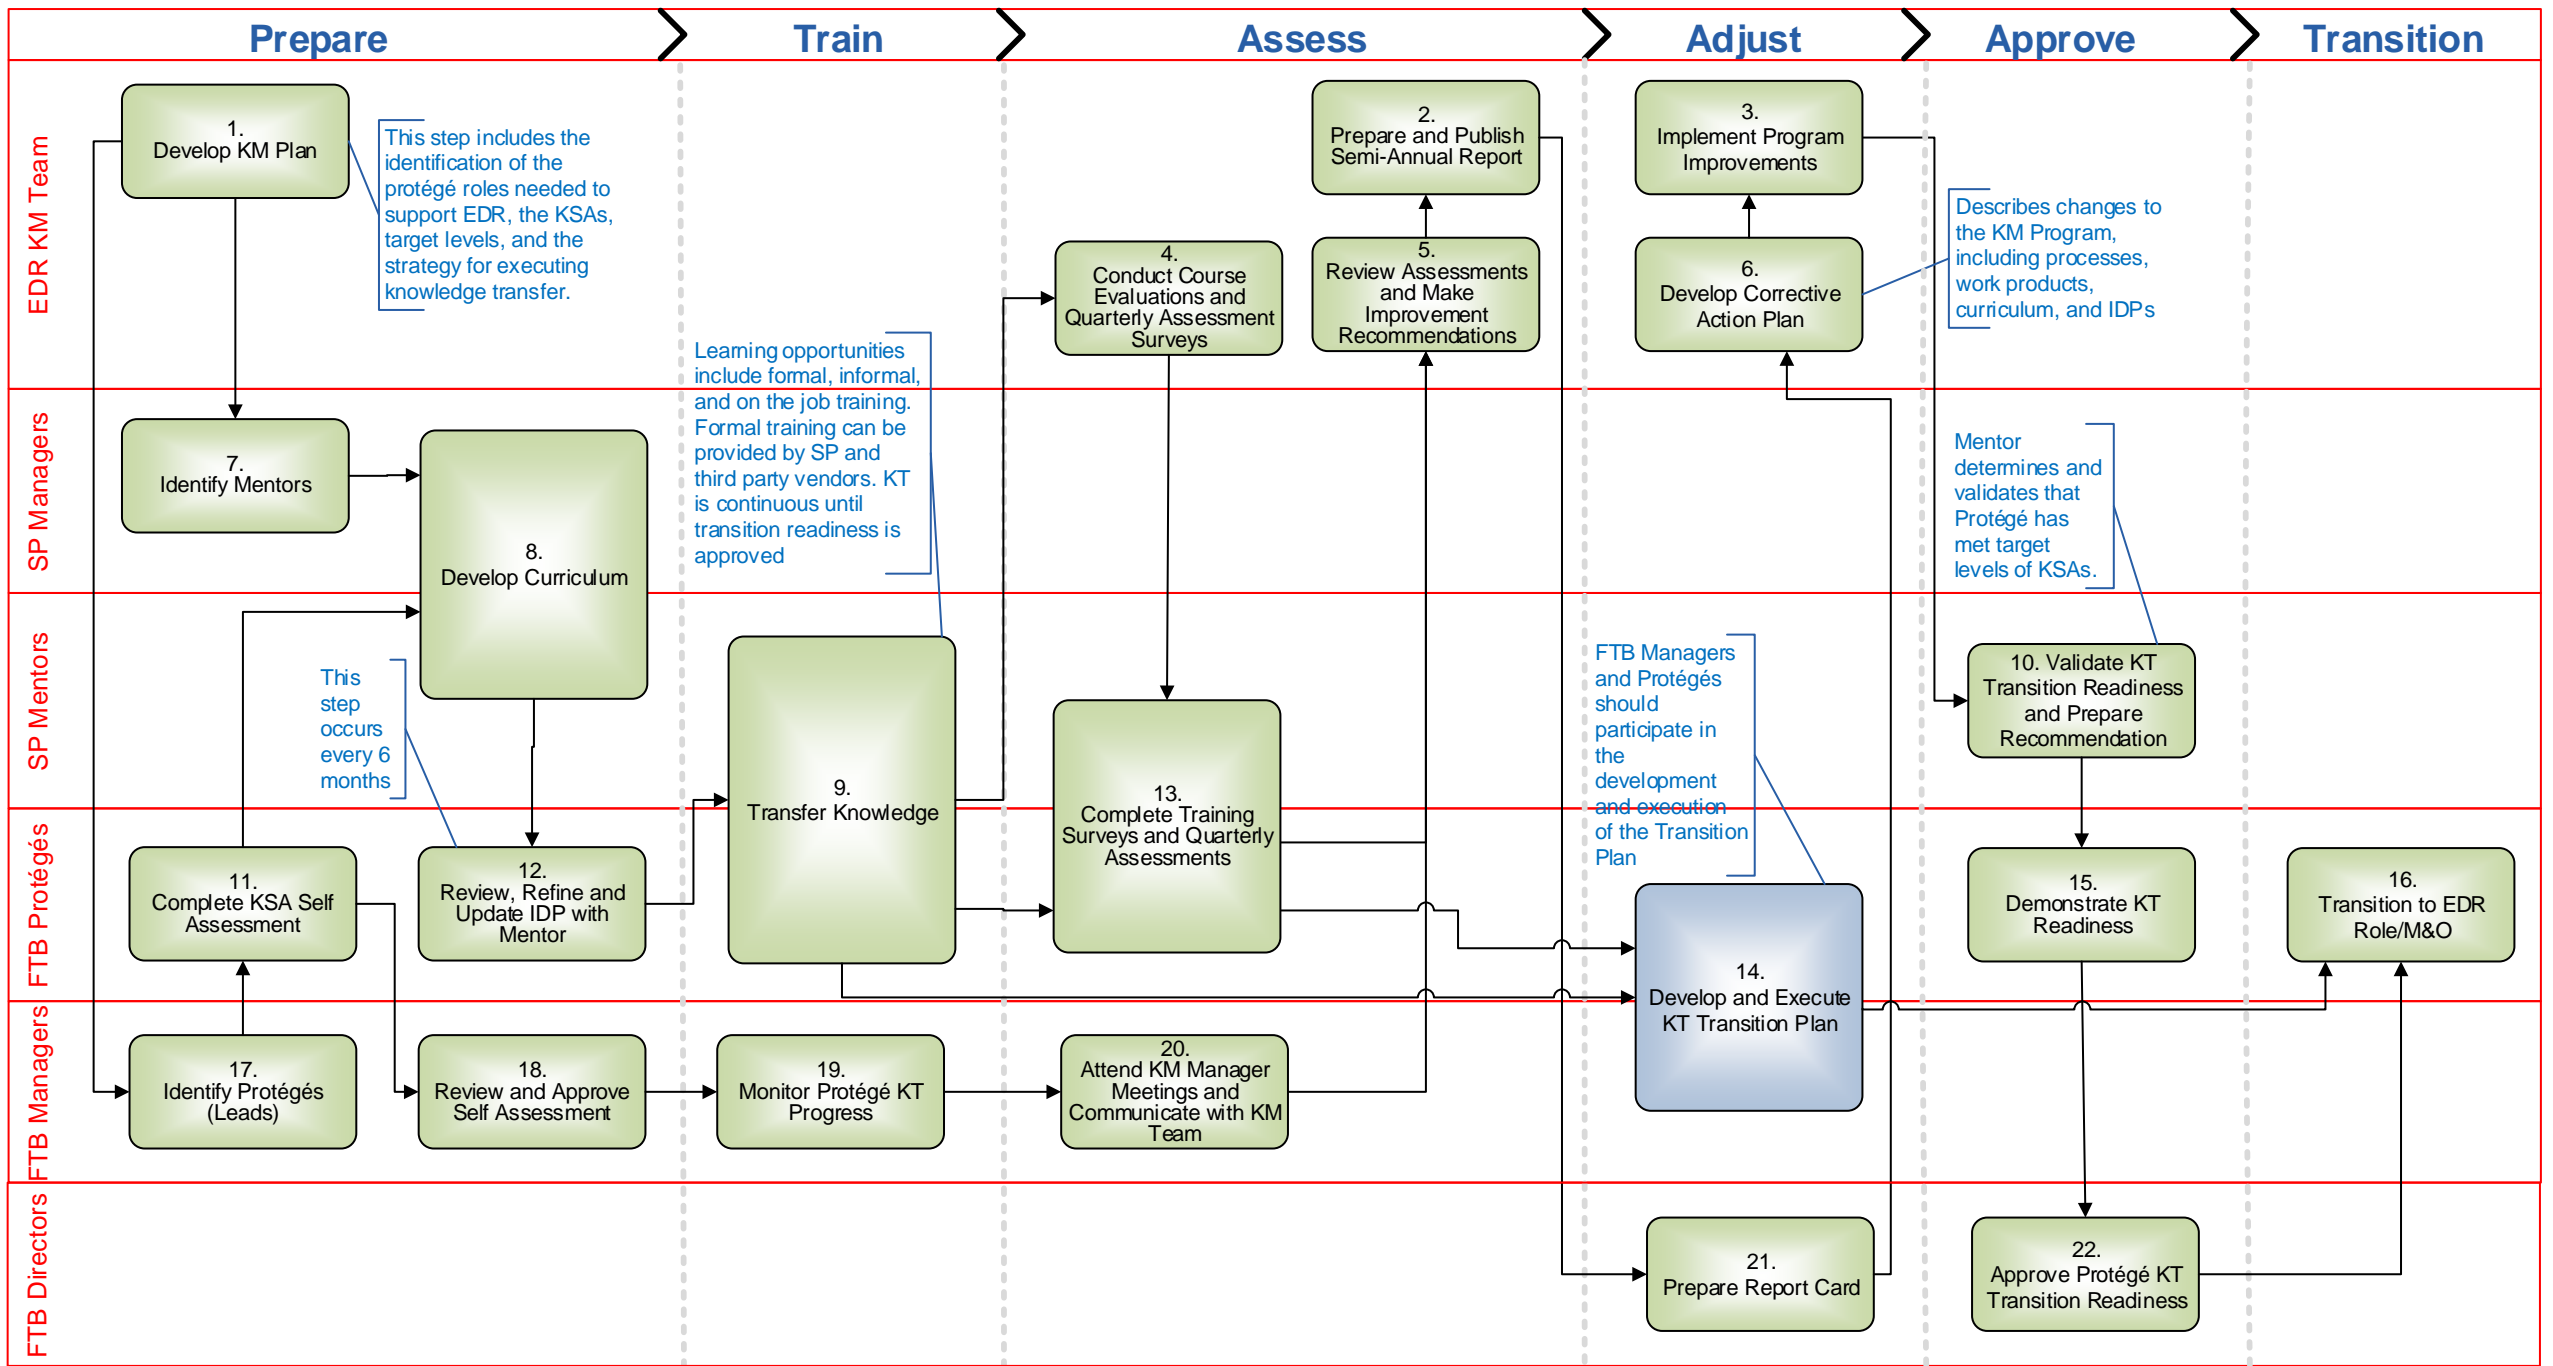 Prepare
Train
Assess
Adjust
Approve
Transition
EDR KM Team
1.
Develop KM Plan
This step includes the
identification of the
protégé roles needed to
support EDR, the KSAs,
target levels, and the
strategy for executing
knowledge transfer.
2.
Prepare and Publish
Semi-Annual Report
3.
Implement Program
Improvements
4.
Conduct Course
Evaluations and
Quarterly Assessment
Surveys
5.
Review Assessments
and Make
Improvement
Recommendations
6.
Develop Corrective
Action Plan
Describes changes to
the KM Program,
including processes,
work products,
curriculum, and IDPs
SP Managers
7.
Identify Mentors
8.
Develop Curriculum
Learning opportunities
include formal, informal,
and on the job training.
Formal training can be
provided by SP and
third party vendors. KT
is continuous until
transition readiness is
approved
Mentor
determines and
validates that
Protégé has
met target
levels of KSAs.
SP Mentors
This
step
occurs
every 6
months
9.
Transfer Knowledge
FTB Managers
and Protégés
should
participate in
the
development
and execution
of the Transition
Plan
10. Validate KT
Transition Readiness
and Prepare
Recommendation
FTB Protégés
11.
Complete KSA Self
Assessment
12.
Review, Refine and
Update IDP with
Mentor
13.
Complete Training
Surveys and Quarterly
Assessments
14.
Develop and Execute
KT Transition Plan
15.
Demonstrate KT
Readiness
16.
Transition to EDR
Role/M&O
FTB Managers
17.
Identify Protégés
(Leads)
18.
Review and Approve
Self Assessment
19.
Monitor Protégé KT
Progress
20.
Attend KM Manager
Meetings and
Communicate with KM
Team
FTB Directors
21.
Prepare Report Card
22.
Approve Protégé KT
Transition Readiness